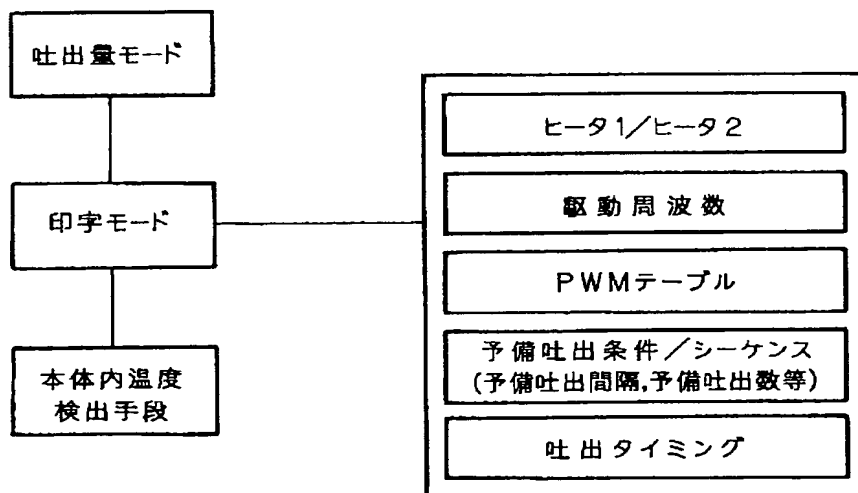 吐出量モード
印字モード
本体内温度
検出手段
ヒータ1/ヒータ2
駆動周波数
PWMテーブル
予備吐出条件/シーケンス
(予備吐出間隔,予備吐出数等)
吐出タイミング